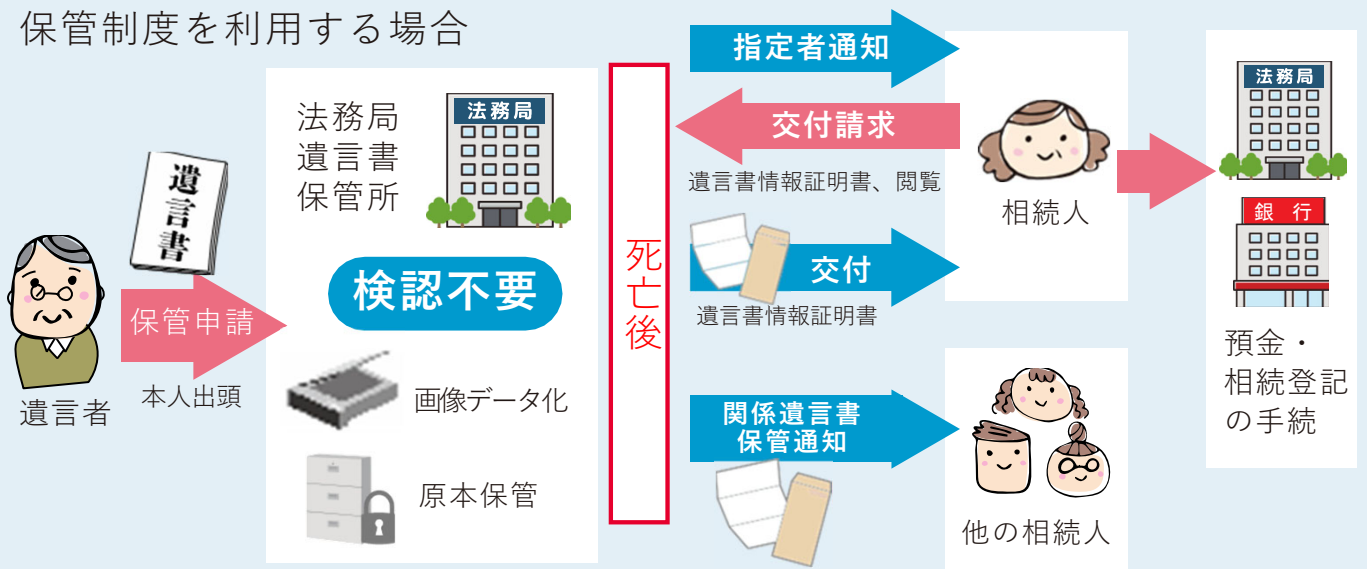 保管制度を利用する場合
遺言書
遺言者
保管申請
本人出頭
法務局
遺言書
保管所
法務局
検認不要
画像データ化
原本保管
死亡後
指定者通知
交付請求
遺言書情報証明書、閲覧
交付
遺言書情報証明書
関係遺言書
保管通知
相続人
他の相続人
法務局
銀行
預金・
相続登記
の手続